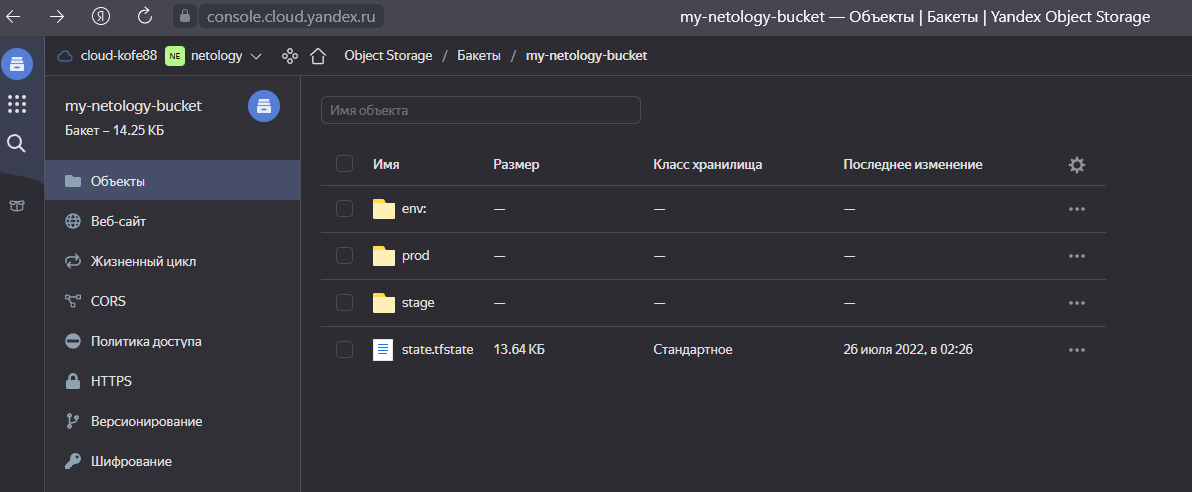 Я console.cloud.yandex.ru my-netology-bucket — Объекты | Бакеты | Yandex Object Storage
cloud-kofe88 NE netology Object Storage / Бакеты / my-netology-bucket
my-netology-bucket
Бакет – 14.25 КБ
Объекты
Веб-сайт
Жизненный цикл
CORS
Политика доступа
HTTPS
Версионирование
Шифрование
Имя объекта
Имя Размер Класс хранилища Последнее изменение
env: — — —
prod — — —
stage — — —
state.tfstate 13.64 КБ Стандартное 26 июля 2022, в 02:26